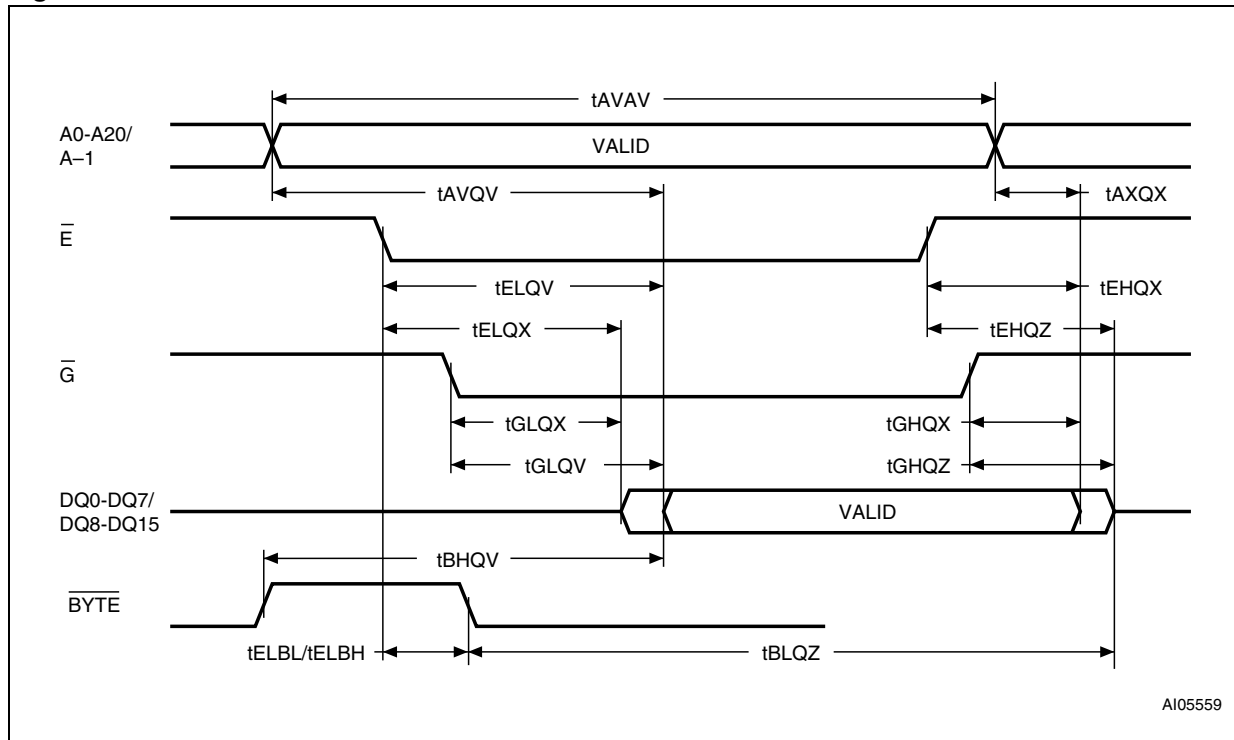 tAVAV
A0-A20/
A–1
VALID
tAVQV
tAXQX
E
tELQV
tEHQX
tELQX
tEHQZ
G
tGLQX
tGHQX
tGLQV
tGHQZ
DQ0-DQ7/
DQ8-DQ15
VALID
tBHQV
BYTE
tELBL/tELBH
tBLQZ
AI05559